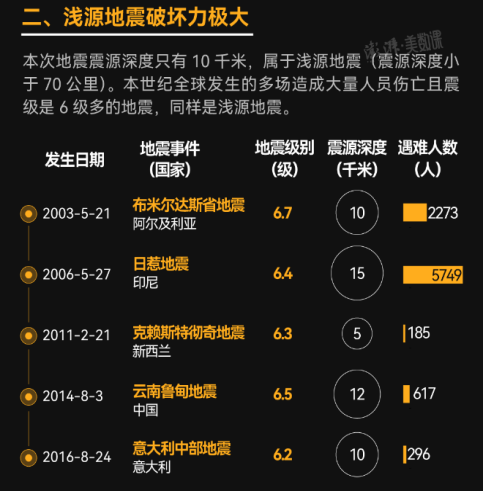 二、浅源地震破坏力极大
澎湃·美数课
本次地震震源深度只有 10 千米，属于浅源地震（震源深度小
于 70 公里）。本世纪全球发生的多场造成大量人员伤亡且震
级是 6 级多的地震，同样是浅源地震。
发生日期 地震事件（国家） 地震级别（级） 震源深度（千米） 遇难人数（人）
2003-5-21 布米尔达斯省地震 6.7 10 2273
阿尔及利亚
2006-5-27 日惹地震 6.4 15 5749
印尼
2011-2-21 克赖斯特彻奇地震 6.3 5 185
新西兰
2014-8-3 云南鲁甸地震 6.5 12 617
中国
2016-8-24 意大利中部地震 6.2 10 296
意大利